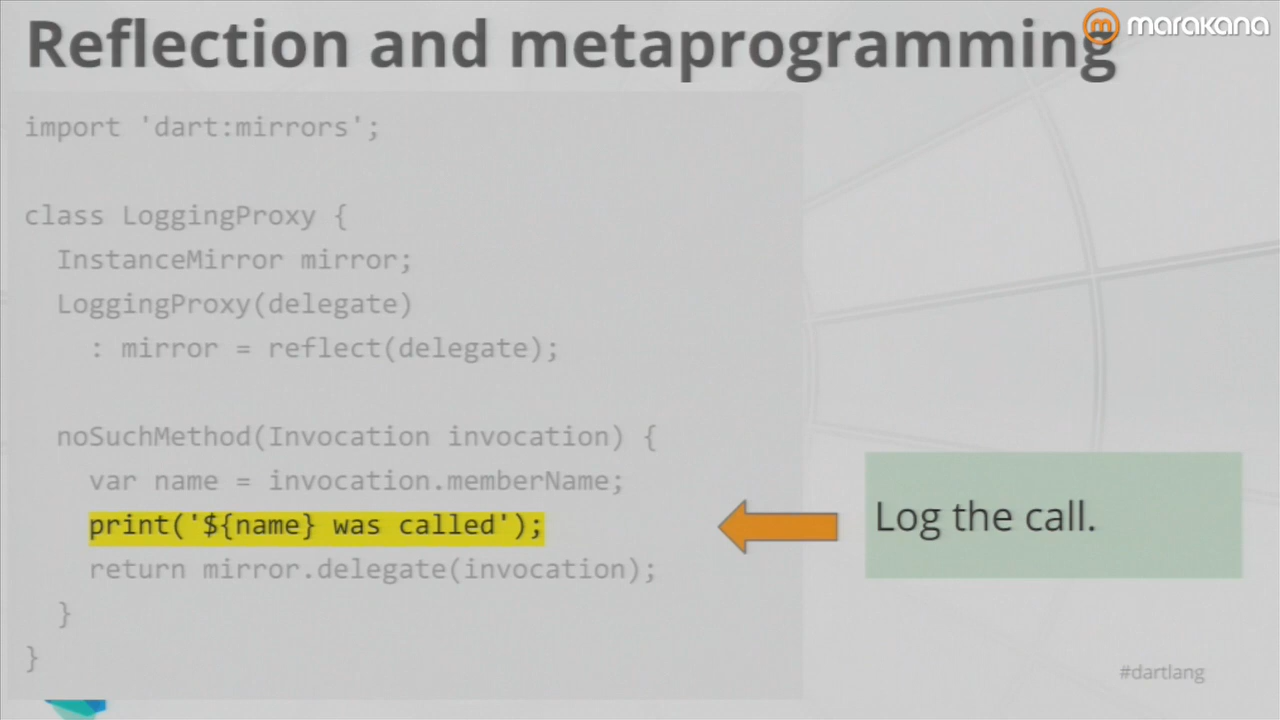 Reflection and metaprogramming
marakana
import 'dart:mirrors';
class LoggingProxy {
InstanceMirror mirror;
LoggingProxy(delegate)
: mirror = reflect(delegate);
noSuchMethod(Invocation invocation) {
var name = invocation.memberName;
print('${name} was called');
return mirror.delegate(invocation);
}
}
Log the call.
#dartlang